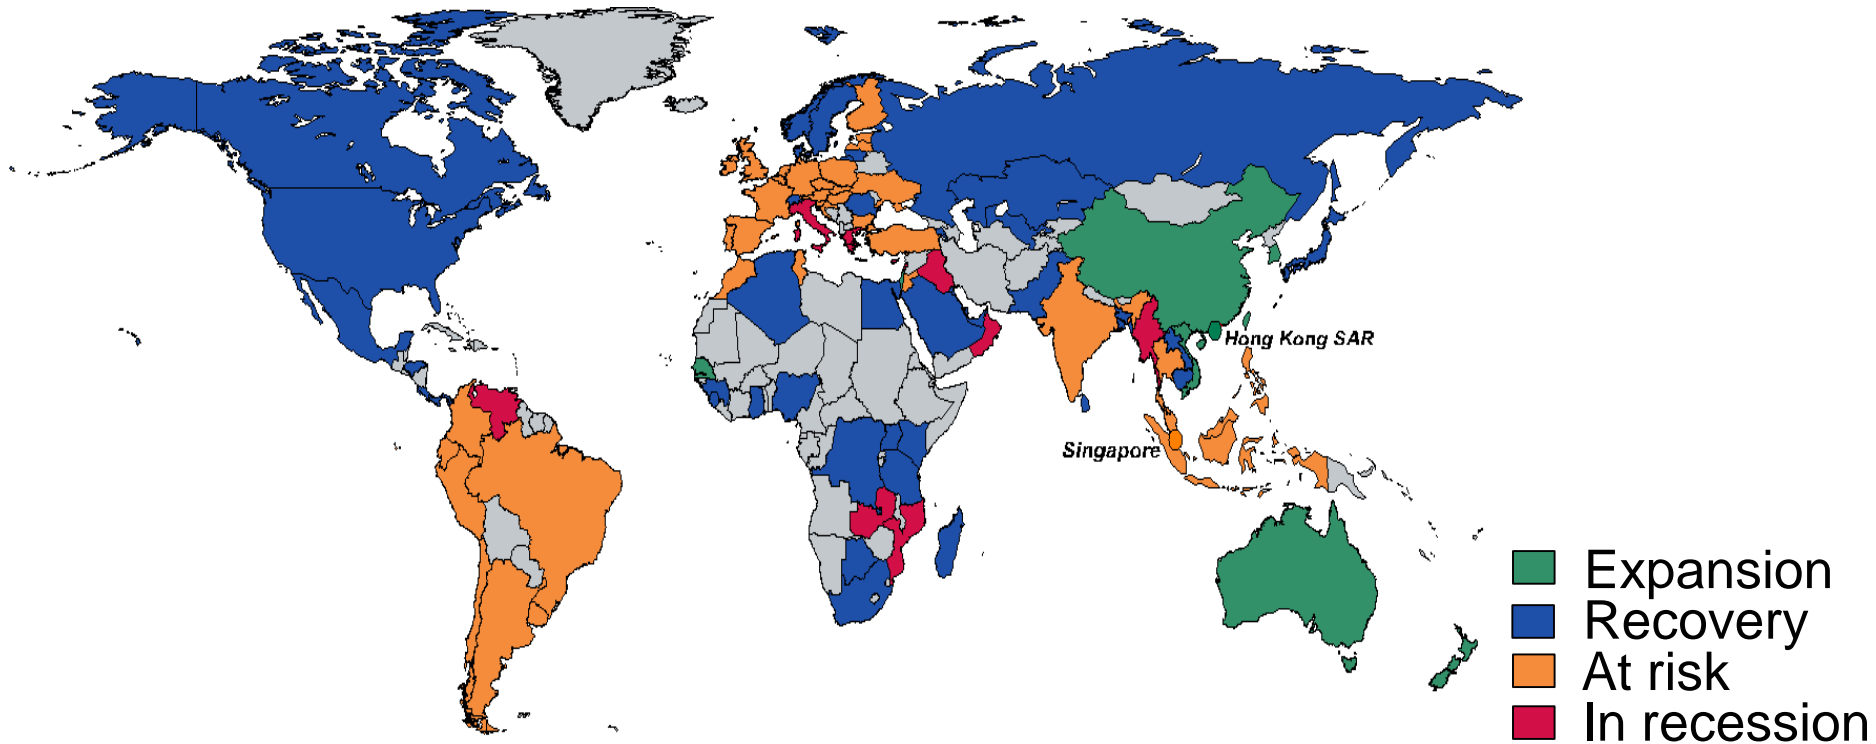 Hong Kong SAR
Singapore
Expansion
Recovery
At risk
In recession